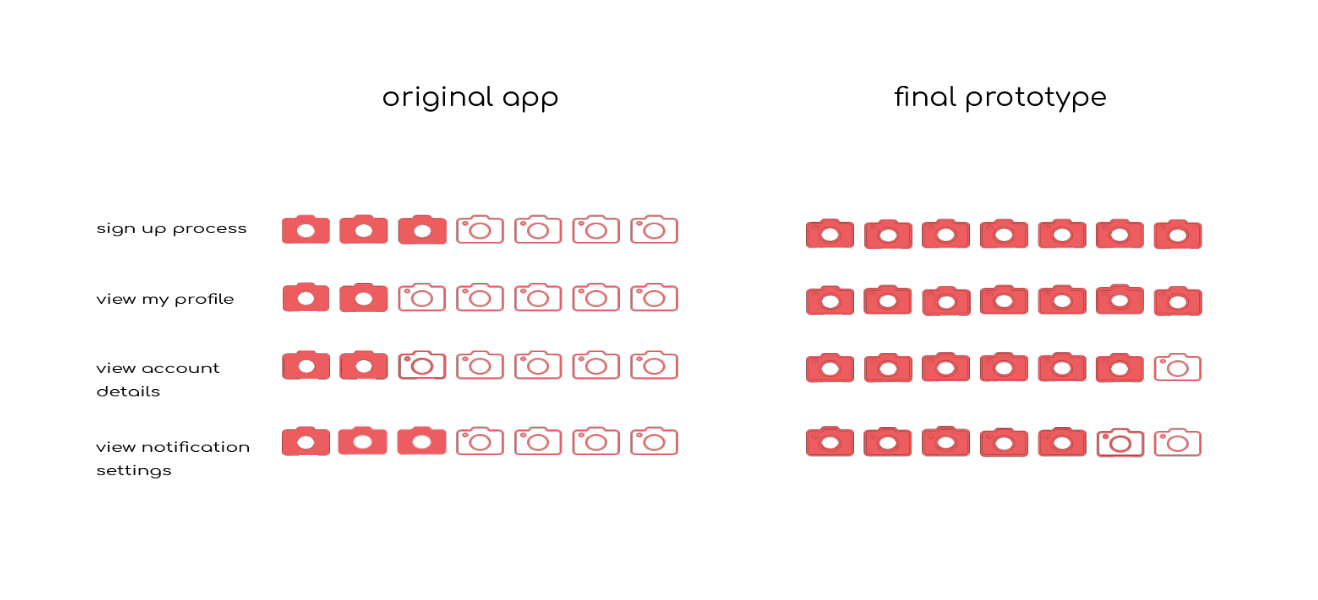 original app
final prototype
sign up process
view my profile
view account
details
view notification
settings